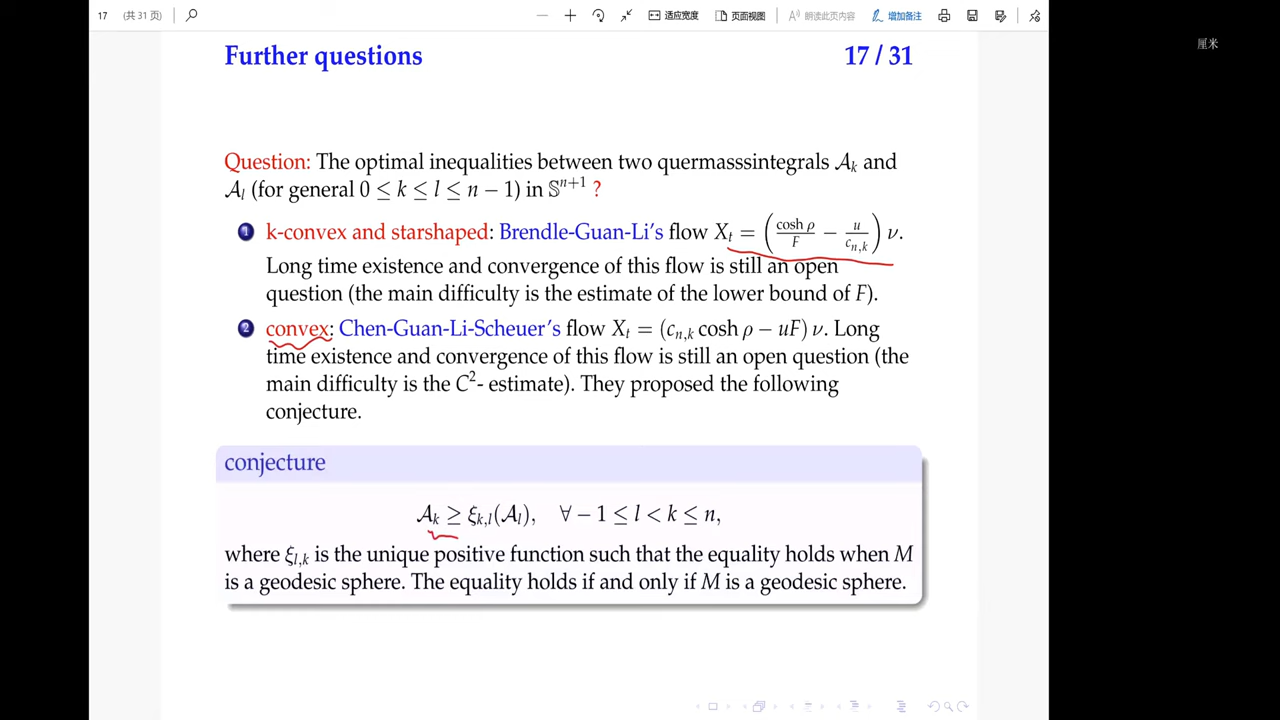 17 (共 31 页) 适应宽度 页面视图 朗读此页内容 增加备注
厘米
Further questions 17 / 31
Question: The optimal inequalities between two quermasssintegrals 𝒜ₖ and
𝒜ₗ (for general 0 ≤ k ≤ l ≤ n − 1) in 𝕊ⁿ⁺¹ ?
1 k-convex and starshaped: Brendle-Guan-Li's flow X_t = (cosh ρ / F − u / c_{n,k}) ν.
Long time existence and convergence of this flow is still an open
question (the main difficulty is the estimate of the lower bound of F).
2 convex: Chen-Guan-Li-Scheuer's flow X_t = (c_{n,k} cosh ρ − uF) ν. Long
time existence and convergence of this flow is still an open question (the
main difficulty is the C²- estimate). They proposed the following
conjecture.
conjecture
𝒜ₖ ≥ ξ_{k,l}(𝒜ₗ), ∀ − 1 ≤ l < k ≤ n,
where ξ_{l,k} is the unique positive function such that the equality holds when M
is a geodesic sphere. The equality holds if and only if M is a geodesic sphere.